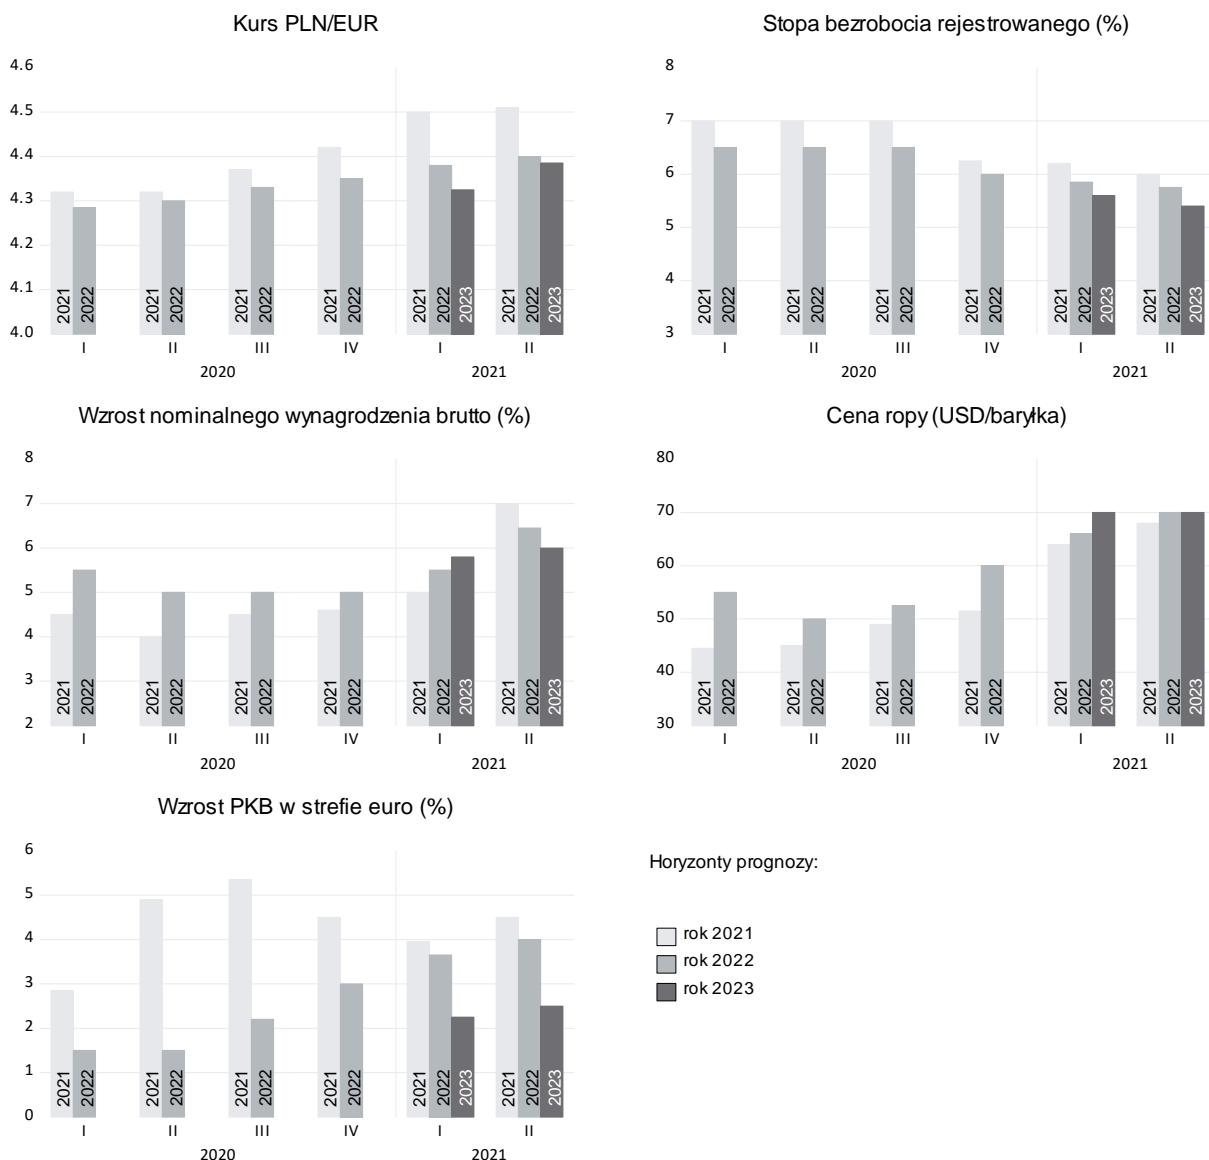 Kurs PLN/EUR
4.6
4.5
4.4
4.3
4.2
4.1
4.0
2021 2022 2021 2022 2021 2022 2021 2022 2021 2022 2023 2021 2022 2023
I II III IV I II
2020 2021
Stopa bezrobocia rejestrowanego (%)
8
7
6
5
4
3
2021 2022 2021 2022 2021 2022 2021 2022 2021 2022 2023 2021 2022 2023
I II III IV I II
2020 2021
Wzrost nominalnego wynagrodzenia brutto (%)
8
7
6
5
4
3
2
2021 2022 2021 2022 2021 2022 2021 2022 2021 2022 2023 2021 2022 2023
I II III IV I II
2020 2021
Cena ropy (USD/baryłka)
80
70
60
50
40
30
2021 2022 2021 2022 2021 2022 2021 2022 2021 2022 2023 2021 2022 2023
I II III IV I II
2020 2021
Wzrost PKB w strefie euro (%)
6
5
4
3
2
1
0
2021 2022 2021 2022 2021 2022 2021 2022 2021 2022 2023 2021 2022 2023
I II III IV I II
2020 2021
Horyzonty prognozy:
rok 2021
rok 2022
rok 2023